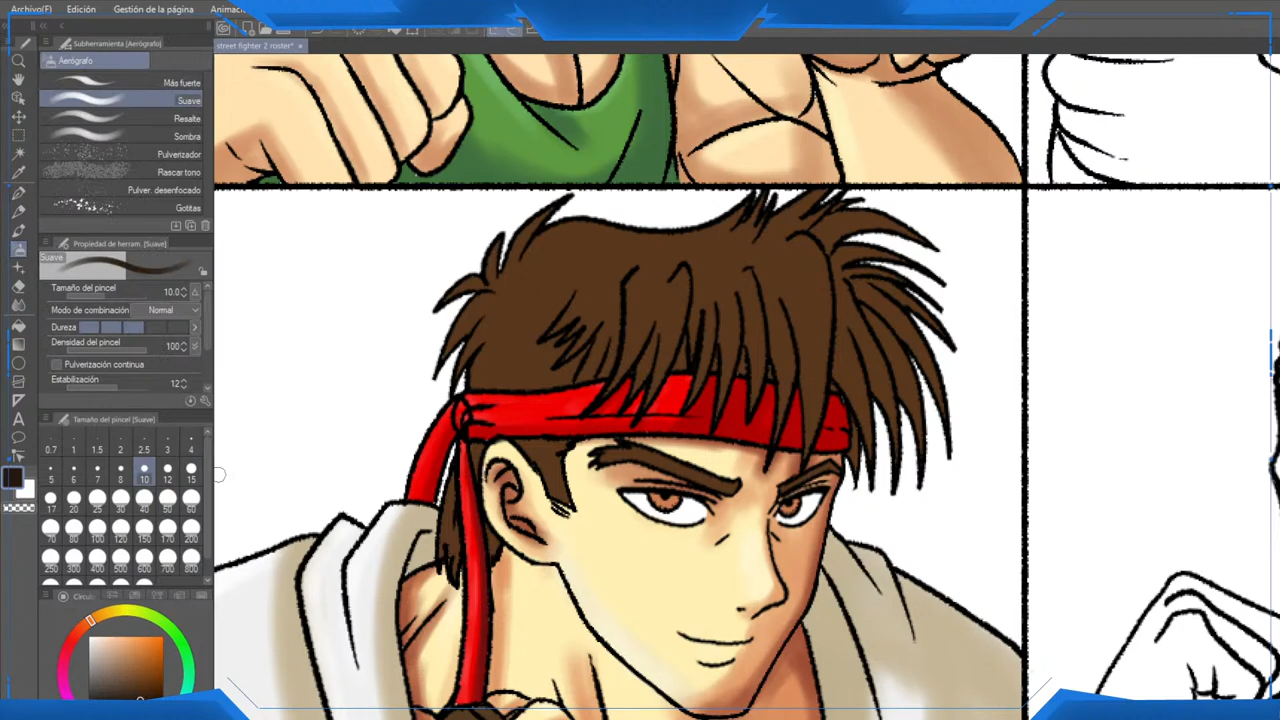 Archivo(F) Edición Gestión de la página Animac
Subherramienta [Aerógrafo]
street fighter 2 roster*
Aerógrafo
Más fuerte
Suave
Resalte
Sombra
Pulverizador
Rascar tono
Pulver. desenfocado
Gotitas
Propiedad de herram. [Suave]
Suave
Tamaño del pincel 10.0
Modo de combinación Normal
Dureza
Densidad del pincel 100
Pulverización continua
Estabilización 12
Tamaño del pincel [Suave]
0.7 1 1.5 2 2.5 3 4
5 6 7 8 10 12 15
17 20 25 30 40 50 60
70 80 100 120 150 170 200
250 300 400 500 600 700 800
Círcul
A